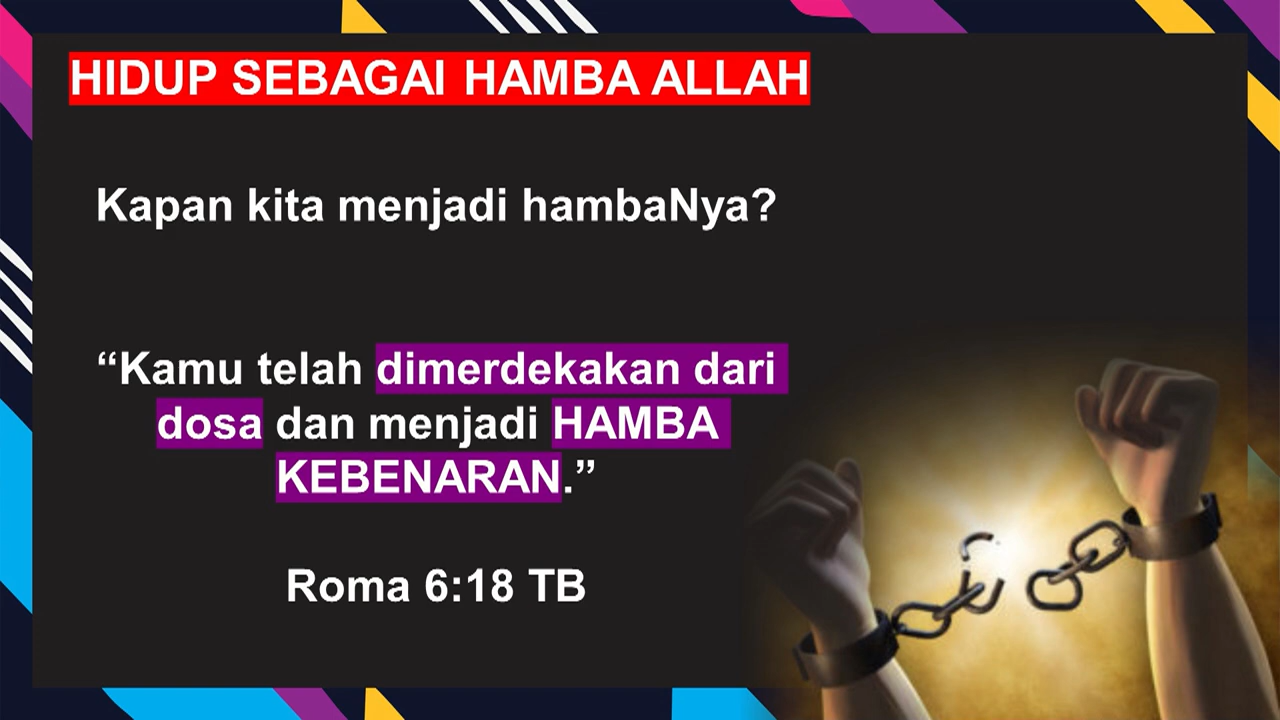 HIDUP SEBAGAI HAMBA ALLAH
Kapan kita menjadi hambaNya?
“Kamu telah dimerdekakan dari
dosa dan menjadi HAMBA
KEBENARAN.”
Roma 6:18 TB